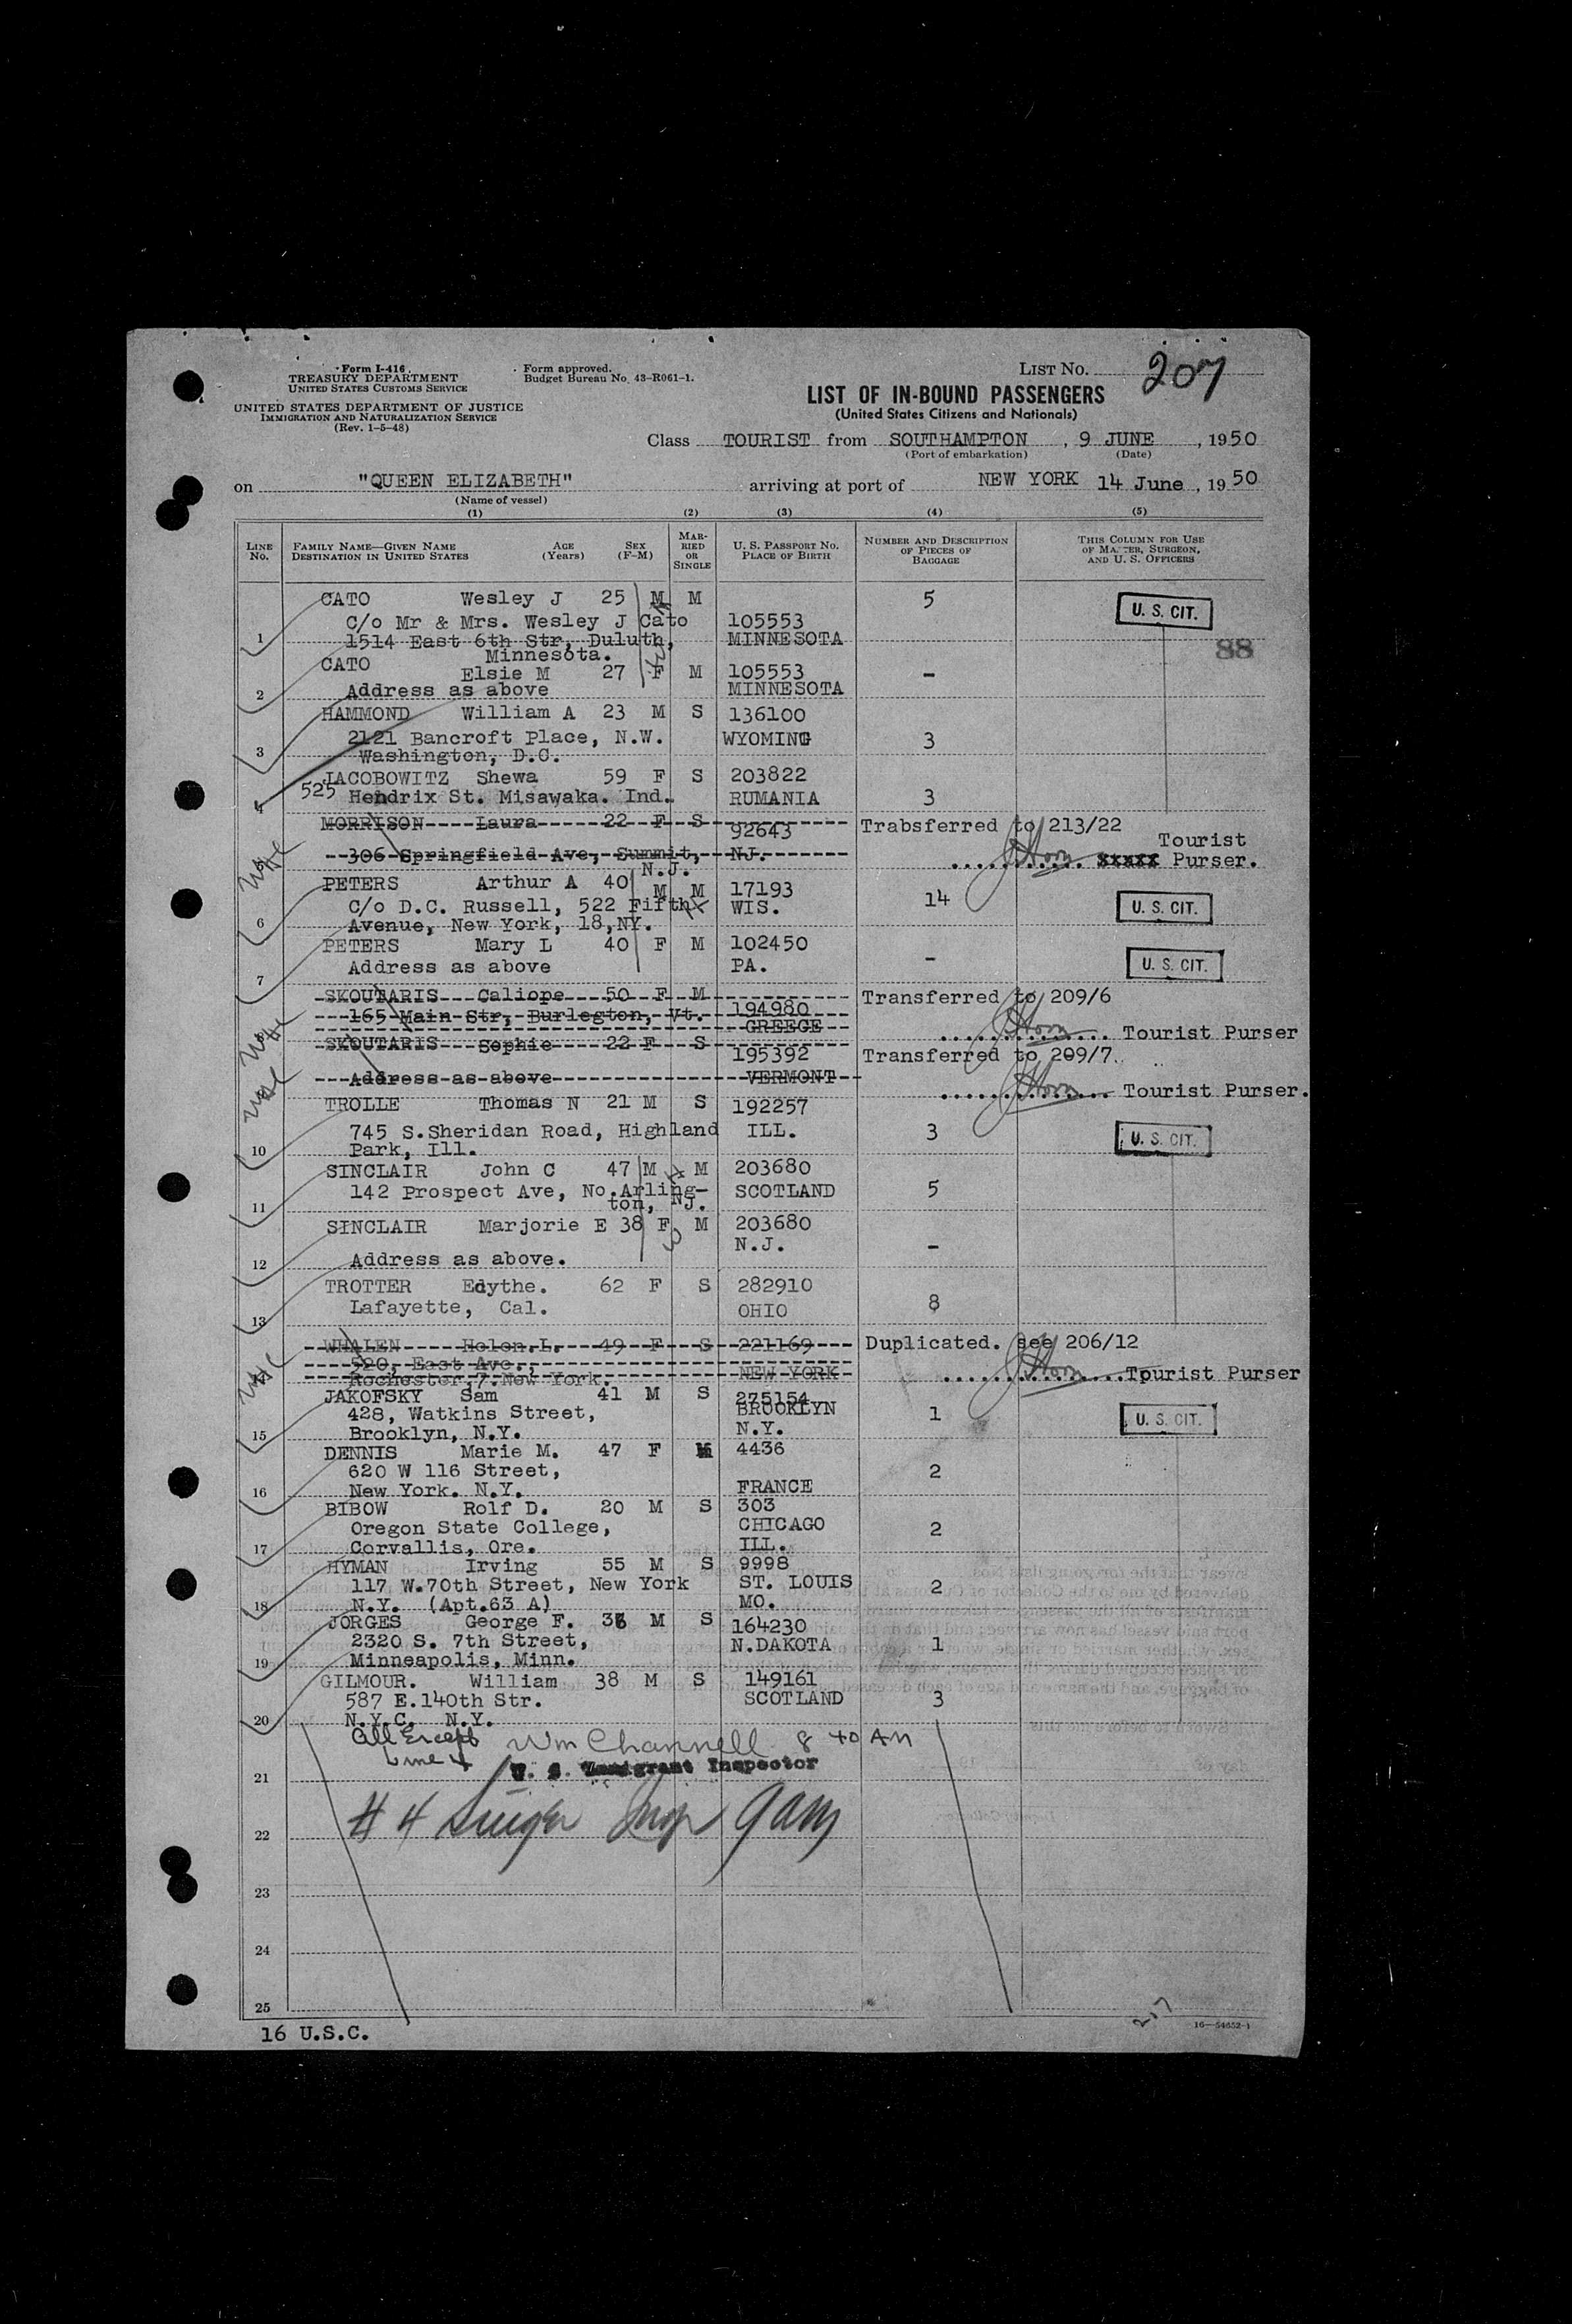 Form I-416
TREASURY DEPARTMENT
UNITED STATES CUSTOMS SERVICE
UNITED STATES DEPARTMENT OF JUSTICE
IMMIGRATION AND NATURALIZATION SERVICE
(Rev. 1-5-48)
Form approved.
Budget Bureau No. 43-R061-1.
LIST No. 207
LIST OF IN-BOUND PASSENGERS
(United States Citizens and Nationals)
Class TOURIST from SOUTHAMPTON, 9 JUNE, 1950
(Port of embarkation) (Date)
on "QUEEN ELIZABETH" arriving at port of NEW YORK 14 June, 1950
(Name of vessel)
(1) (2) (3) (4) (5)
LINE No. FAMILY NAME—GIVEN NAME DESTINATION IN UNITED STATES AGE (Years) SEX (F-M) MARRIED OR SINGLE U. S. PASSPORT No. PLACE OF BIRTH NUMBER AND DESCRIPTION OF PIECES OF BAGGAGE THIS COLUMN FOR USE OF MASTER, SURGEON, AND U. S. OFFICERS
CATO Wesley J 25 M M 5 U. S. CIT.
C/o Mr & Mrs. Wesley J Cato 105553
1 1514 East 6th Str, Duluth, MINNESOTA 88
Minnesota.
CATO Elsie M 27 F M 105553 -
2 Address as above MINNESOTA
HAMMOND William A 23 M S 136100
3 2121 Bancroft Place, N.W. WYOMING 3
Washington, D.C.
JACOBOWITZ Shewa 59 F S 203822
4 525 Hendrix St. Misawaka. Ind. RUMANIA 3
MORRISON Laura 22 F S 92643 Trabsferred to 213/22
306 Springfield Ave, Summit, NJ. Tourist
N.J. xxxxx Purser.
PETERS Arthur A 40 M M 17193 14 U. S. CIT.
6 C/o D.C. Russell, 522 Fifth WIS.
Avenue, New York, 18,NY.
PETERS Mary L 40 F M 102450
7 Address as above PA. - U. S. CIT.
SKOUTARIS Caliope 50 F M Transferred to 209/6
165 Main Str, Burlegton, Vt. 194980
GREECE Tourist Purser
SKOUTARIS Sophie 22 F S 195392 Transferred to 209/7.
Address as above VERMONT
Tourist Purser.
TROLLE Thomas N 21 M S 192257
10 745 S.Sheridan Road, Highland ILL. 3 U. S. CIT.
Park, Ill.
SINCLAIR John C 47 M M 203680
11 142 Prospect Ave, No.Arling- SCOTLAND 5
ton, NJ.
SINCLAIR Marjorie E 38 F M 203680
N.J. -
12 Address as above.
TROTTER Edythe. 62 F S 282910
13 Lafayette, Cal. OHIO 8
WHALEN Helen.L. 49 F S 221169 Duplicated. see 206/12
520, East Ave.,
14 Rochester,7.New York. NEW YORK Tourist Purser
JAKOFSKY Sam 41 M S 275154
428, Watkins Street, BROOKLYN 1 U. S. CIT.
15 Brooklyn, N.Y. N.Y.
DENNIS Marie M. 47 F 4436
620 W 116 Street, 2
16 New York. N.Y. FRANCE
BIBOW Rolf D. 20 M S 303
Oregon State College, CHICAGO 2
17 Corvallis, Ore. ILL.
HYMAN Irving 55 M S 9998
117 W.70th Street, New York ST. LOUIS 2
18 N.Y. (Apt.63 A) MO.
JORGES George F. M S 164230
2320 S. 7th Street, N.DAKOTA 1
19 Minneapolis, Minn.
GILMOUR. William 38 M S 149161
587 E.140th Str. SCOTLAND 3
20 N.Y.C. N.Y.
All Except Wm Channell
line 4 U. S. Immigrant Inspector
21
22 # 4
23
24
25
16 U.S.C. 217 16-54652-1